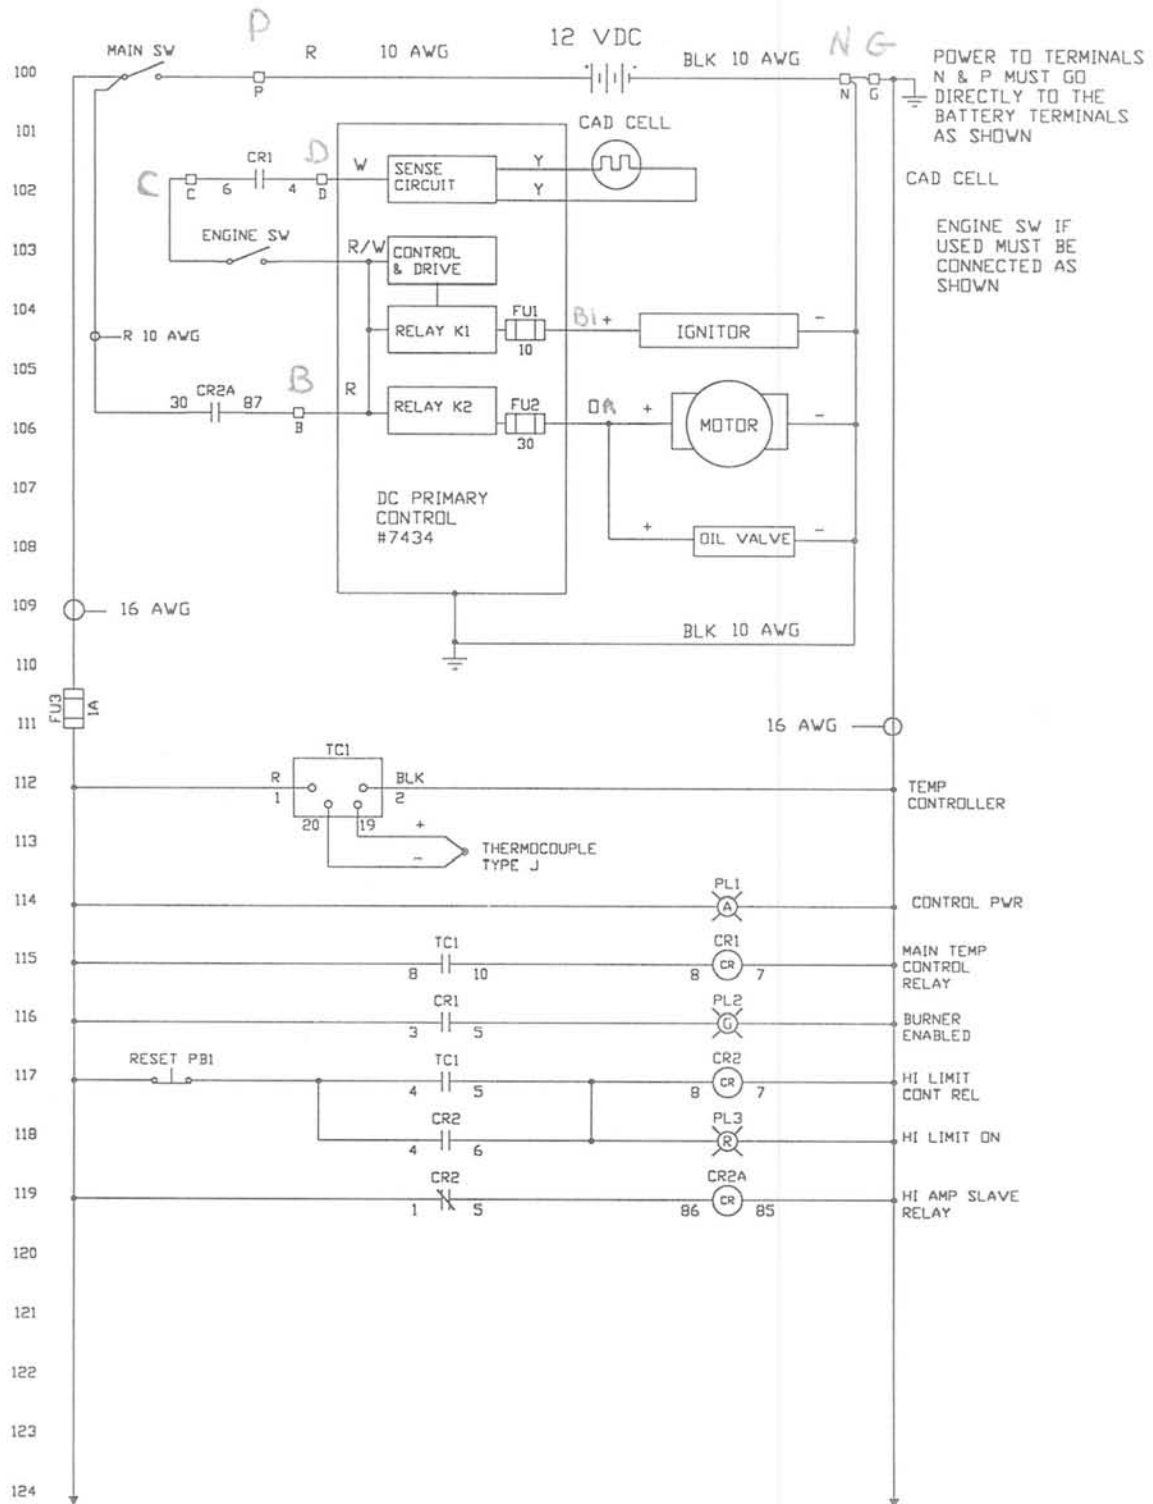 P
12 VDC
N G
MAIN SW
R 10 AWG
BLK 10 AWG
POWER TO TERMINALS
N & P MUST GO
DIRECTLY TO THE
BATTERY TERMINALS
AS SHOWN
100
P
N G
101
CAD CELL
CR1
D
W
SENSE
CIRCUIT
Y
Y
C
C
6
4
D
102
CAD CELL
ENGINE SW
R/W
103
CONTROL
& DRIVE
ENGINE SW IF
USED MUST BE
CONNECTED AS
SHOWN
104
RELAY K1
FU1
10
Bl +
IGNITOR
-
R 10 AWG
105
CR2A
30
87
B
B
R
RELAY K2
FU2
30
OR
+
MOTOR
-
106
107
DC PRIMARY
CONTROL
#7434
108
+
OIL VALVE
-
109
16 AWG
BLK 10 AWG
110
FU3
1A
111
16 AWG
TC1
112
R
1
BLK
2
TEMP
CONTROLLER
20
19
+
113
-
THERMOCOUPLE
TYPE J
114
PL1
A
CONTROL PWR
115
TC1
8
10
CR1
8
CR
7
MAIN TEMP
CONTROL
RELAY
116
CR1
3
5
PL2
G
BURNER
ENABLED
117
RESET PB1
TC1
4
5
CR2
8
CR
7
HI LIMIT
CONT REL
118
CR2
4
6
PL3
R
HI LIMIT ON
119
CR2
1
5
CR2A
86
CR
85
HI AMP SLAVE
RELAY
120
121
122
123
124